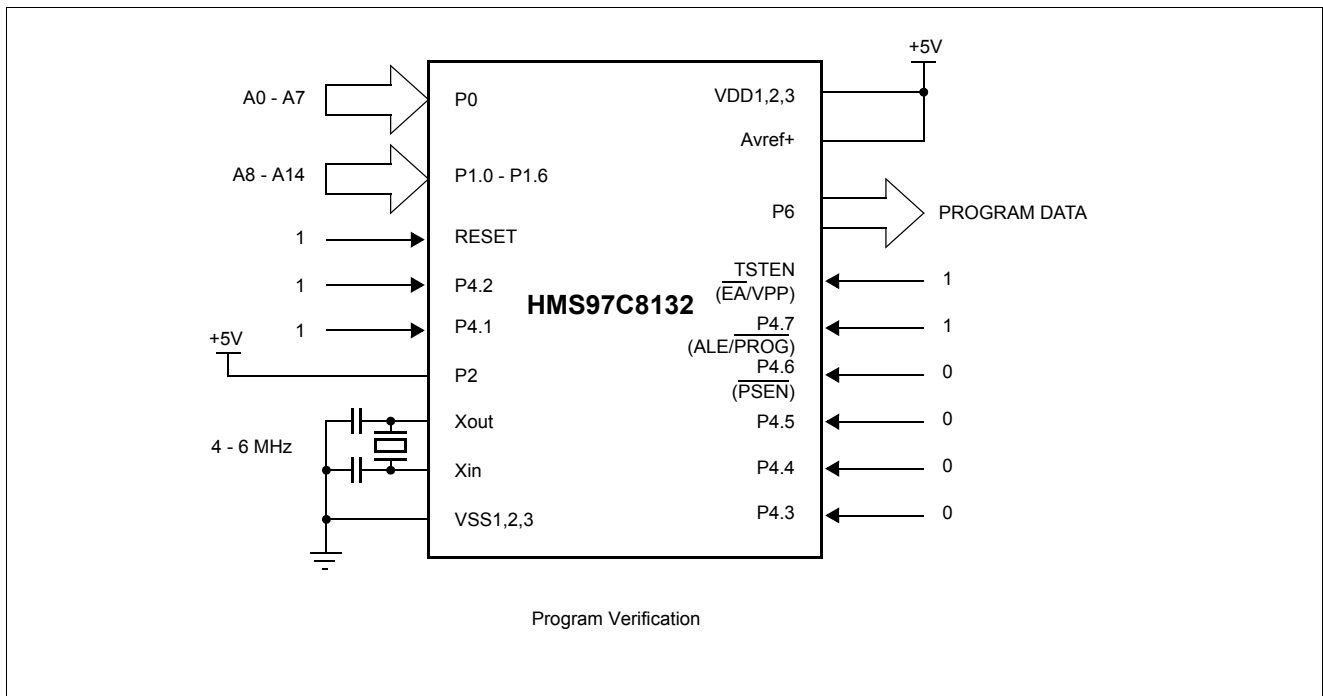 +5V
A0 - A7
P0
VDD1,2,3
Avref+
A8 - A14
P1.0 - P1.6
P6
PROGRAM DATA
1
RESET
TSTEN
(EA/VPP)
1
1
P4.2
HMS97C8132
1
P4.1
P4.7
(ALE/PROG)
1
+5V
P2
P4.6
(PSEN)
0
Xout
P4.5
0
4 - 6 MHz
Xin
P4.4
0
VSS1,2,3
P4.3
0
Program Verification